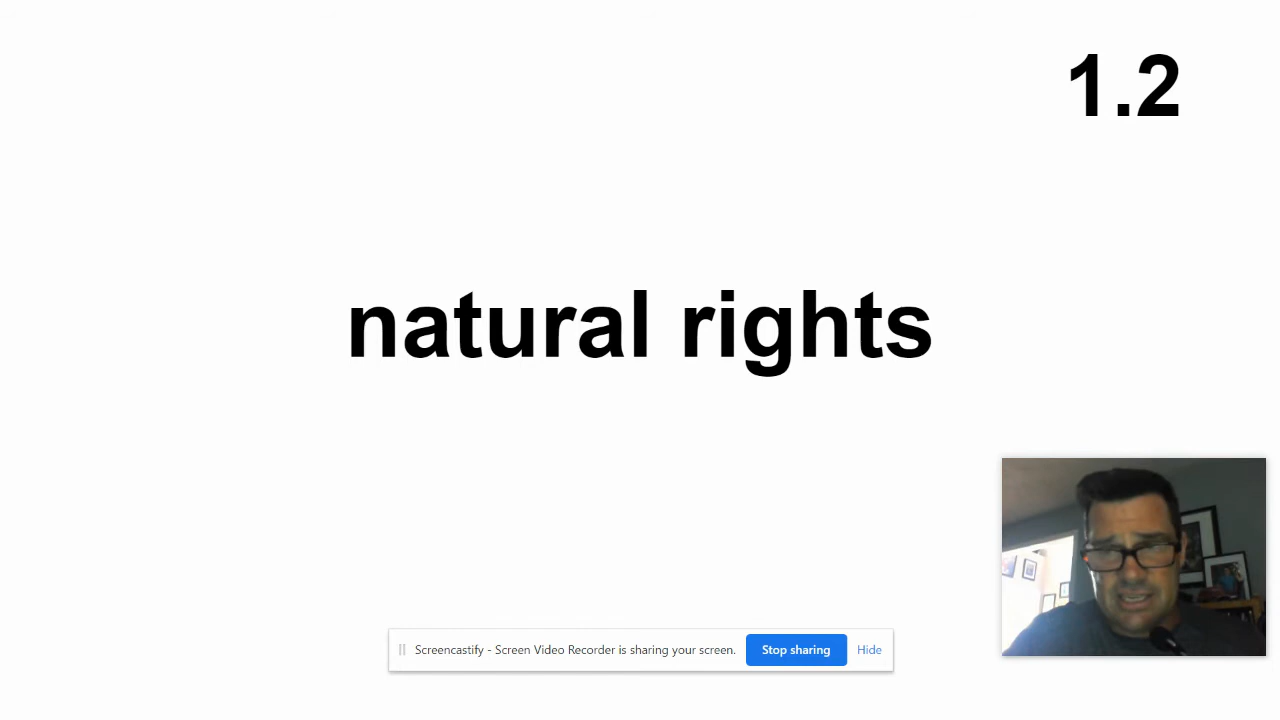 1.2
natural rights
Screencastify - Screen Video Recorder is sharing your screen.
Stop sharing
Hide